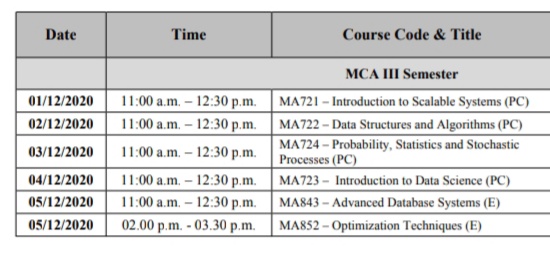 Date Time Course Code & Title
MCA III Semester
01/12/2020 11:00 a.m. – 12:30 p.m. MA721 – Introduction to Scalable Systems (PC)
02/12/2020 11:00 a.m. – 12:30 p.m. MA722 – Data Structures and Algorithms (PC)
03/12/2020 11:00 a.m. – 12:30 p.m. MA724 – Probability, Statistics and Stochastic
Processes (PC)
04/12/2020 11:00 a.m. – 12:30 p.m. MA723 – Introduction to Data Science (PC)
05/12/2020 11:00 a.m. – 12:30 p.m. MA843 – Advanced Database Systems (E)
05/12/2020 02.00 p.m. - 03.30 p.m. MA852 – Optimization Techniques (E)